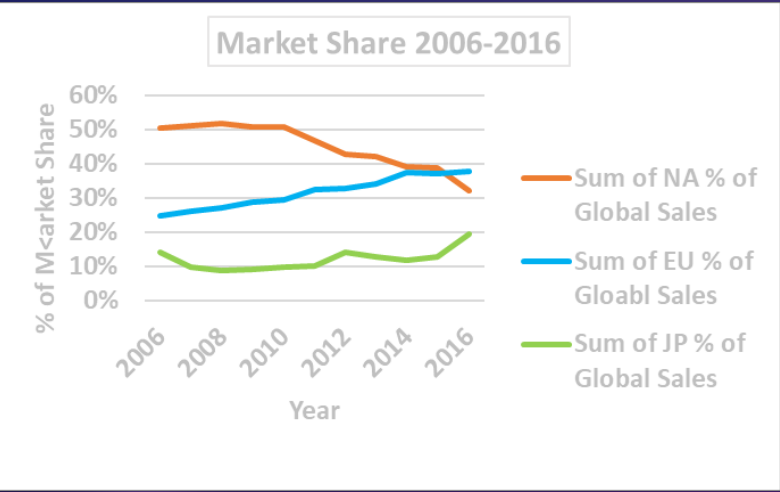 Market Share 2006-2016
% of M<arket Share
60%
50%
40%
30%
20%
10%
0%
2006
2008
2010
2012
2014
2016
Year
Sum of NA % of
Global Sales
Sum of EU % of
Gloabl Sales
Sum of JP % of
Global Sales